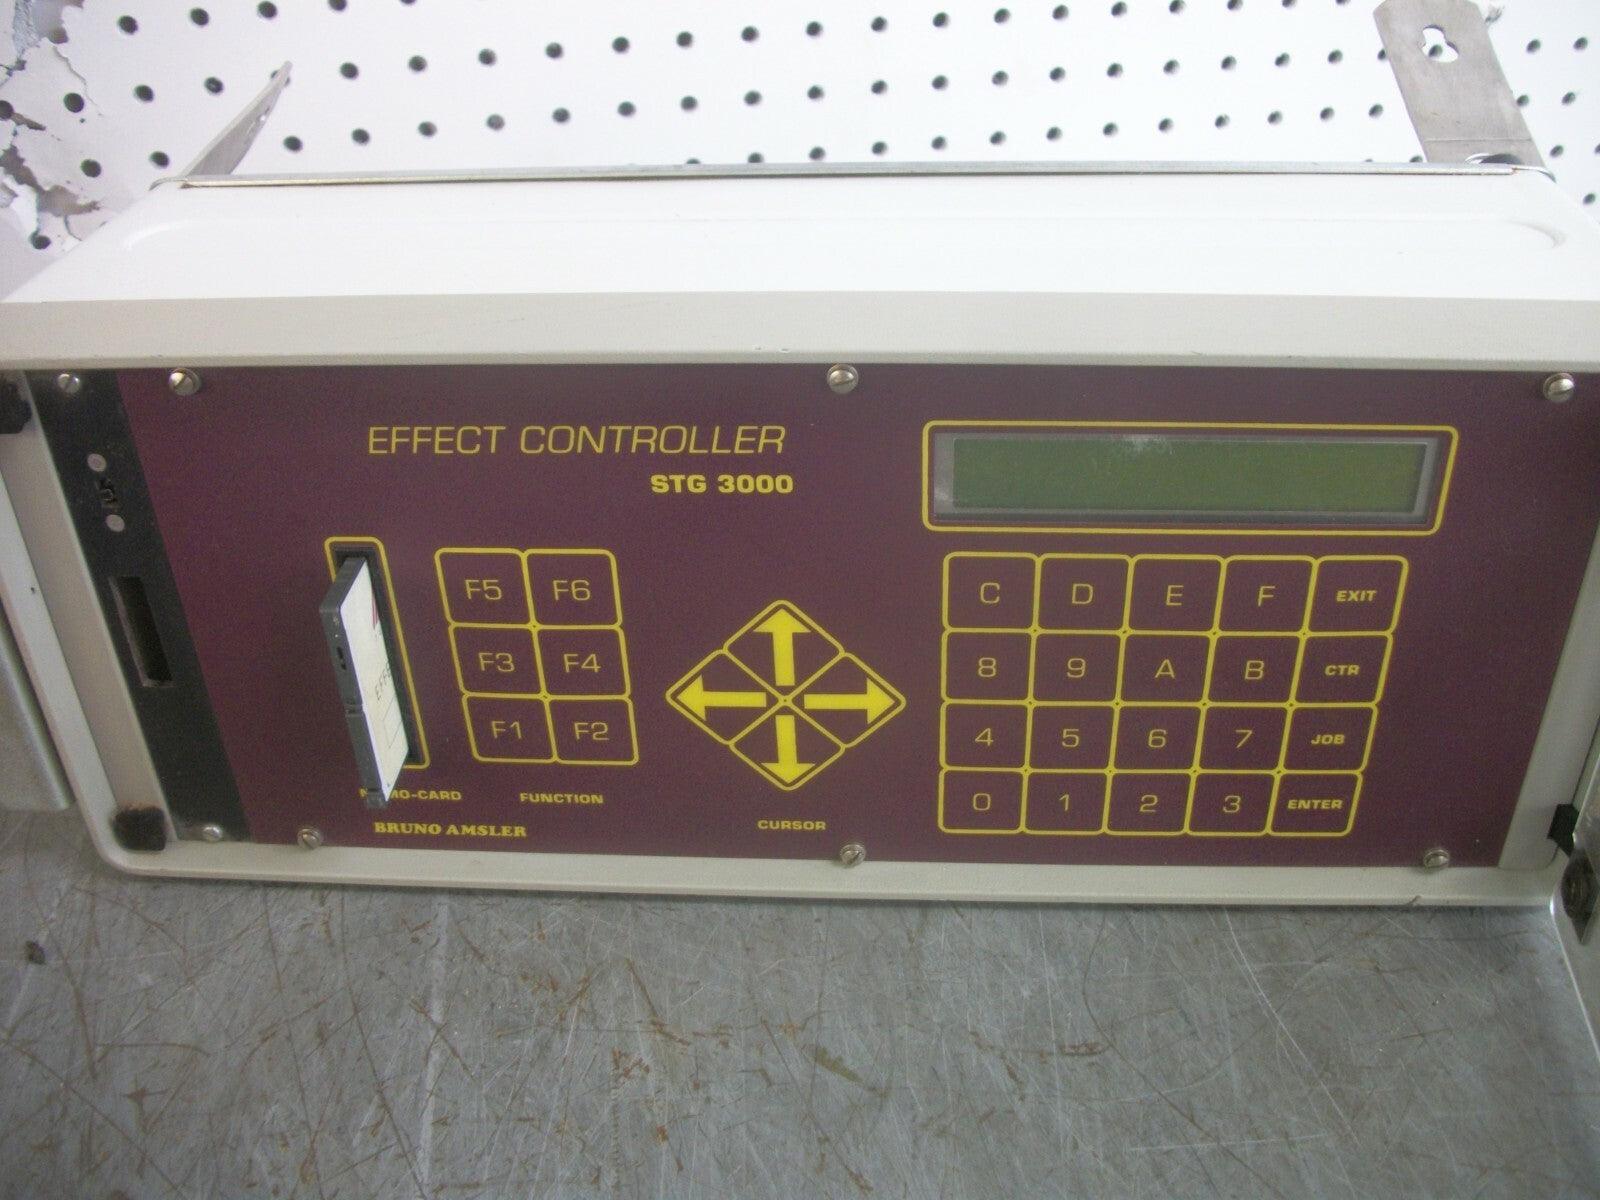 EFFECT CONTROLLER
STG 3000
F5 F6
F3 F4
F1 F2
C D E F EXIT
8 9 A B CTR
4 5 6 7 JOB
0 1 2 3 ENTER
FUNCTION
CURSOR
BRUNO AMSLER